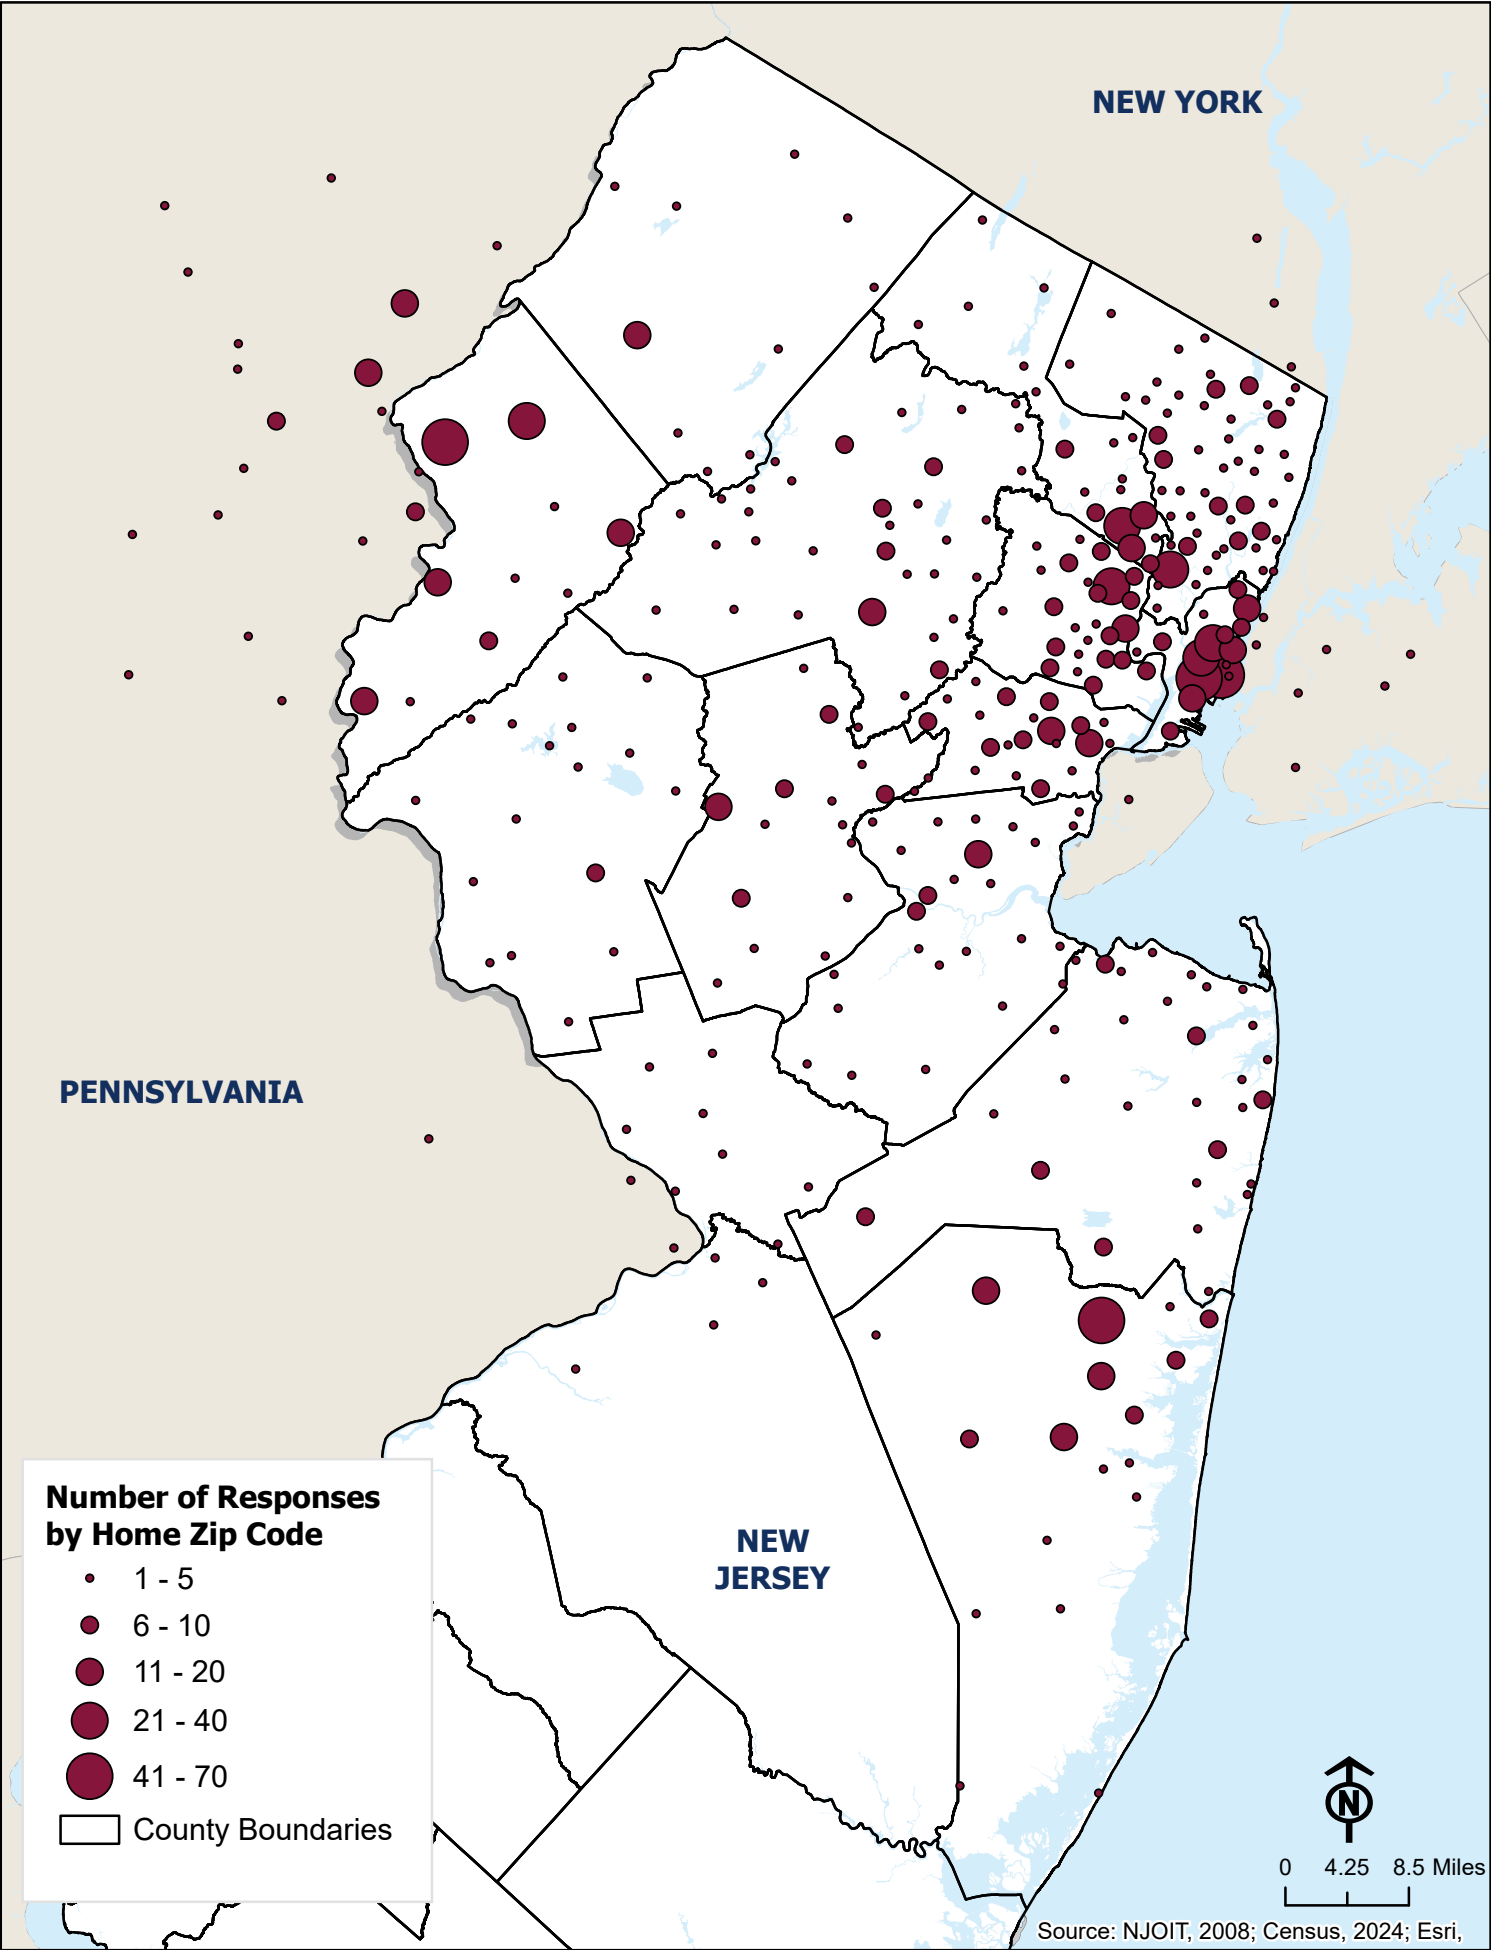 NEW YORK
PENNSYLVANIA
NEW
JERSEY
Number of Responses
by Home Zip Code
1 - 5
6 - 10
11 - 20
21 - 40
41 - 70
County Boundaries
N
0 4.25 8.5 Miles
Source: NJOIT, 2008; Census, 2024; Esri,